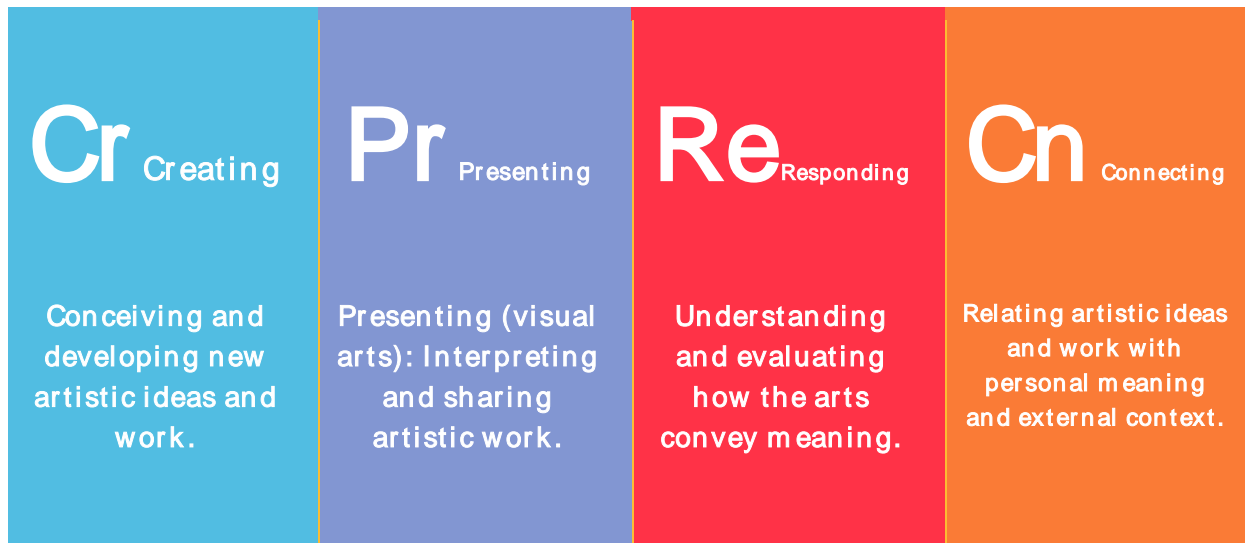 Cr Creating
Conceiving and
developing new
artistic ideas and
work.
Pr Presenting
Presenting (visual
arts): Interpreting
and sharing
artistic work.
Re Responding
Understanding
and evaluating
how the arts
convey meaning.
Cn Connecting
Relating artistic ideas
and work with
personal meaning
and external context.